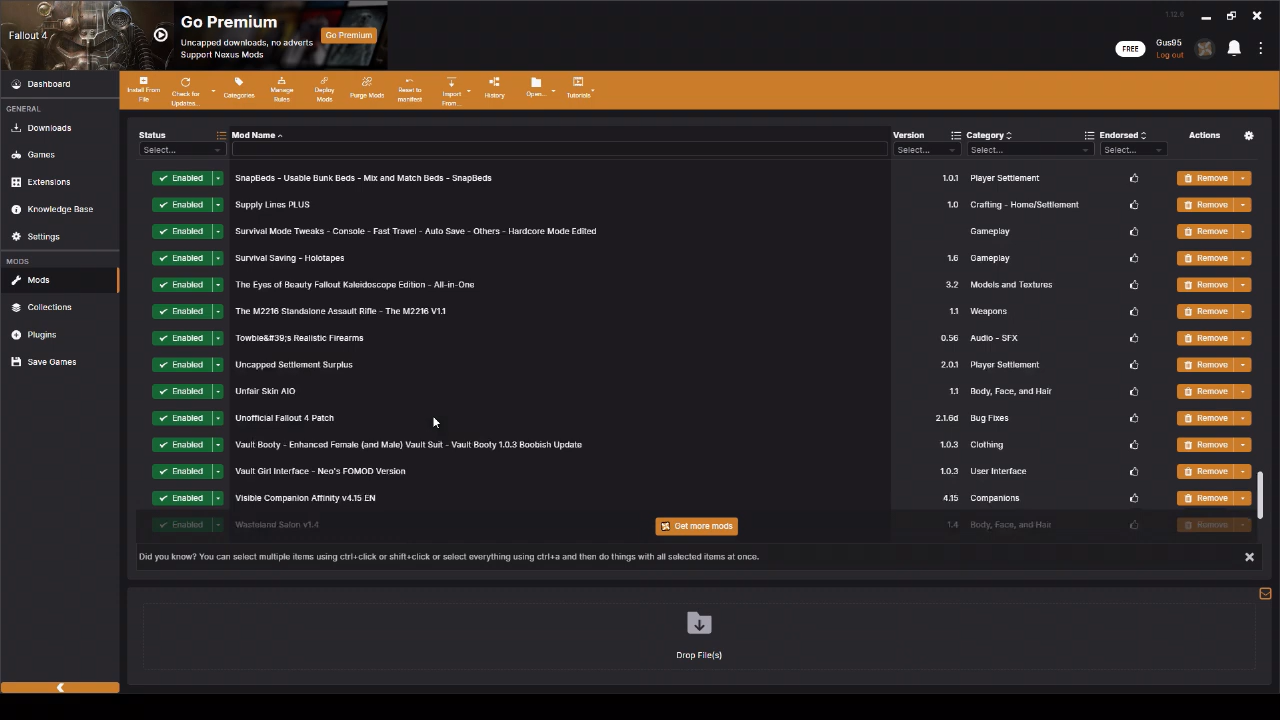 Fallout 4
Go Premium
Uncapped downloads, no adverts
Support Nexus Mods
Go Premium
1.12.6
FREE
Gus95
Log out
Dashboard
GENERAL
Downloads
Games
Extensions
Knowledge Base
Settings
MODS
Mods
Collections
Plugins
Save Games
Install From File
Check for Updates...
Categories
Manage Rules
Deploy Mods
Purge Mods
Reset to manifest
Import From...
History
Open...
Tutorials
Status Mod Name Version Category Endorsed Actions
Select... Select... Select... Select...
Enabled SnapBeds - Usable Bunk Beds - Mix and Match Beds - SnapBeds 1.0.1 Player Settlement Remove
Enabled Supply Lines PLUS 1.0 Crafting - Home/Settlement Remove
Enabled Survival Mode Tweaks - Console - Fast Travel - Auto Save - Others - Hardcore Mode Edited Gameplay Remove
Enabled Survival Saving - Holotapes 1.6 Gameplay Remove
Enabled The Eyes of Beauty Fallout Kaleidoscope Edition - All-in-One 3.2 Models and Textures Remove
Enabled The M2216 Standalone Assault Rifle - The M2216 V1.1 1.1 Weapons Remove
Enabled Towbie&#39;s Realistic Firearms 0.56 Audio - SFX Remove
Enabled Uncapped Settlement Surplus 2.0.1 Player Settlement Remove
Enabled Unfair Skin AIO 1.1 Body, Face, and Hair Remove
Enabled Unofficial Fallout 4 Patch 2.1.6d Bug Fixes Remove
Enabled Vault Booty - Enhanced Female (and Male) Vault Suit - Vault Booty 1.0.3 Boobish Update 1.0.3 Clothing Remove
Enabled Vault Girl Interface - Neo's FOMOD Version 1.0.3 User Interface Remove
Enabled Visible Companion Affinity v4.15 EN 4.15 Companions Remove
Enabled Wasteland Salon v1.4 1.4 Body, Face, and Hair Remove
Get more mods
Did you know? You can select multiple items using ctrl+click or shift+click or select everything using ctrl+a and then do things with all selected items at once.
Drop File(s)